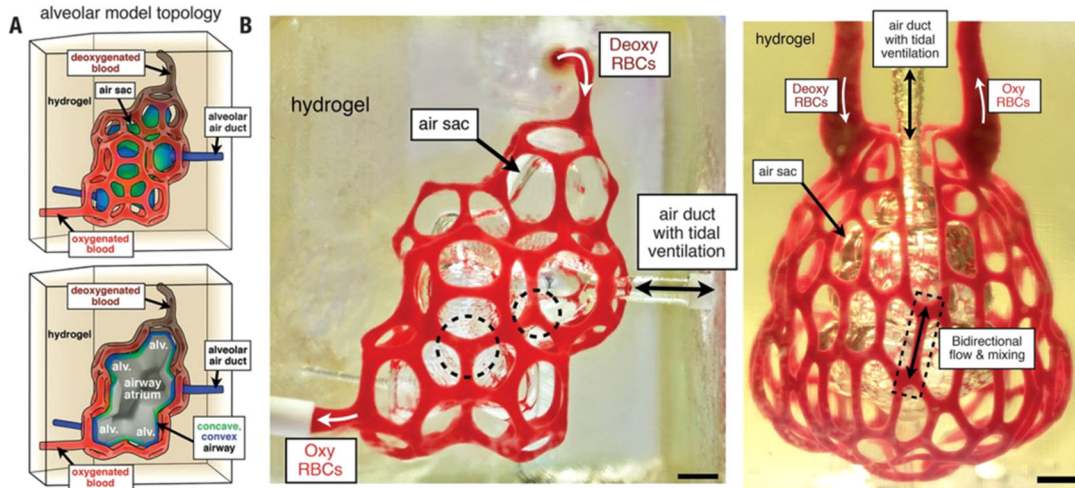 A
alveolar model topology
deoxygenated
blood
hydrogel
air sac
alveolar
air duct
oxygenated
blood
deoxygenated
blood
hydrogel
alv.
alv.
airway
atrium
alveolar
air duct
alv.
alv.
concave,
convex
airway
oxygenated
blood
B
hydrogel
Deoxy
RBCs
air sac
air duct
with tidal
ventilation
Oxy
RBCs
hydrogel
air duct
with tidal
ventilation
Deoxy
RBCs
Oxy
RBCs
air sac
Bidirectional
flow & mixing